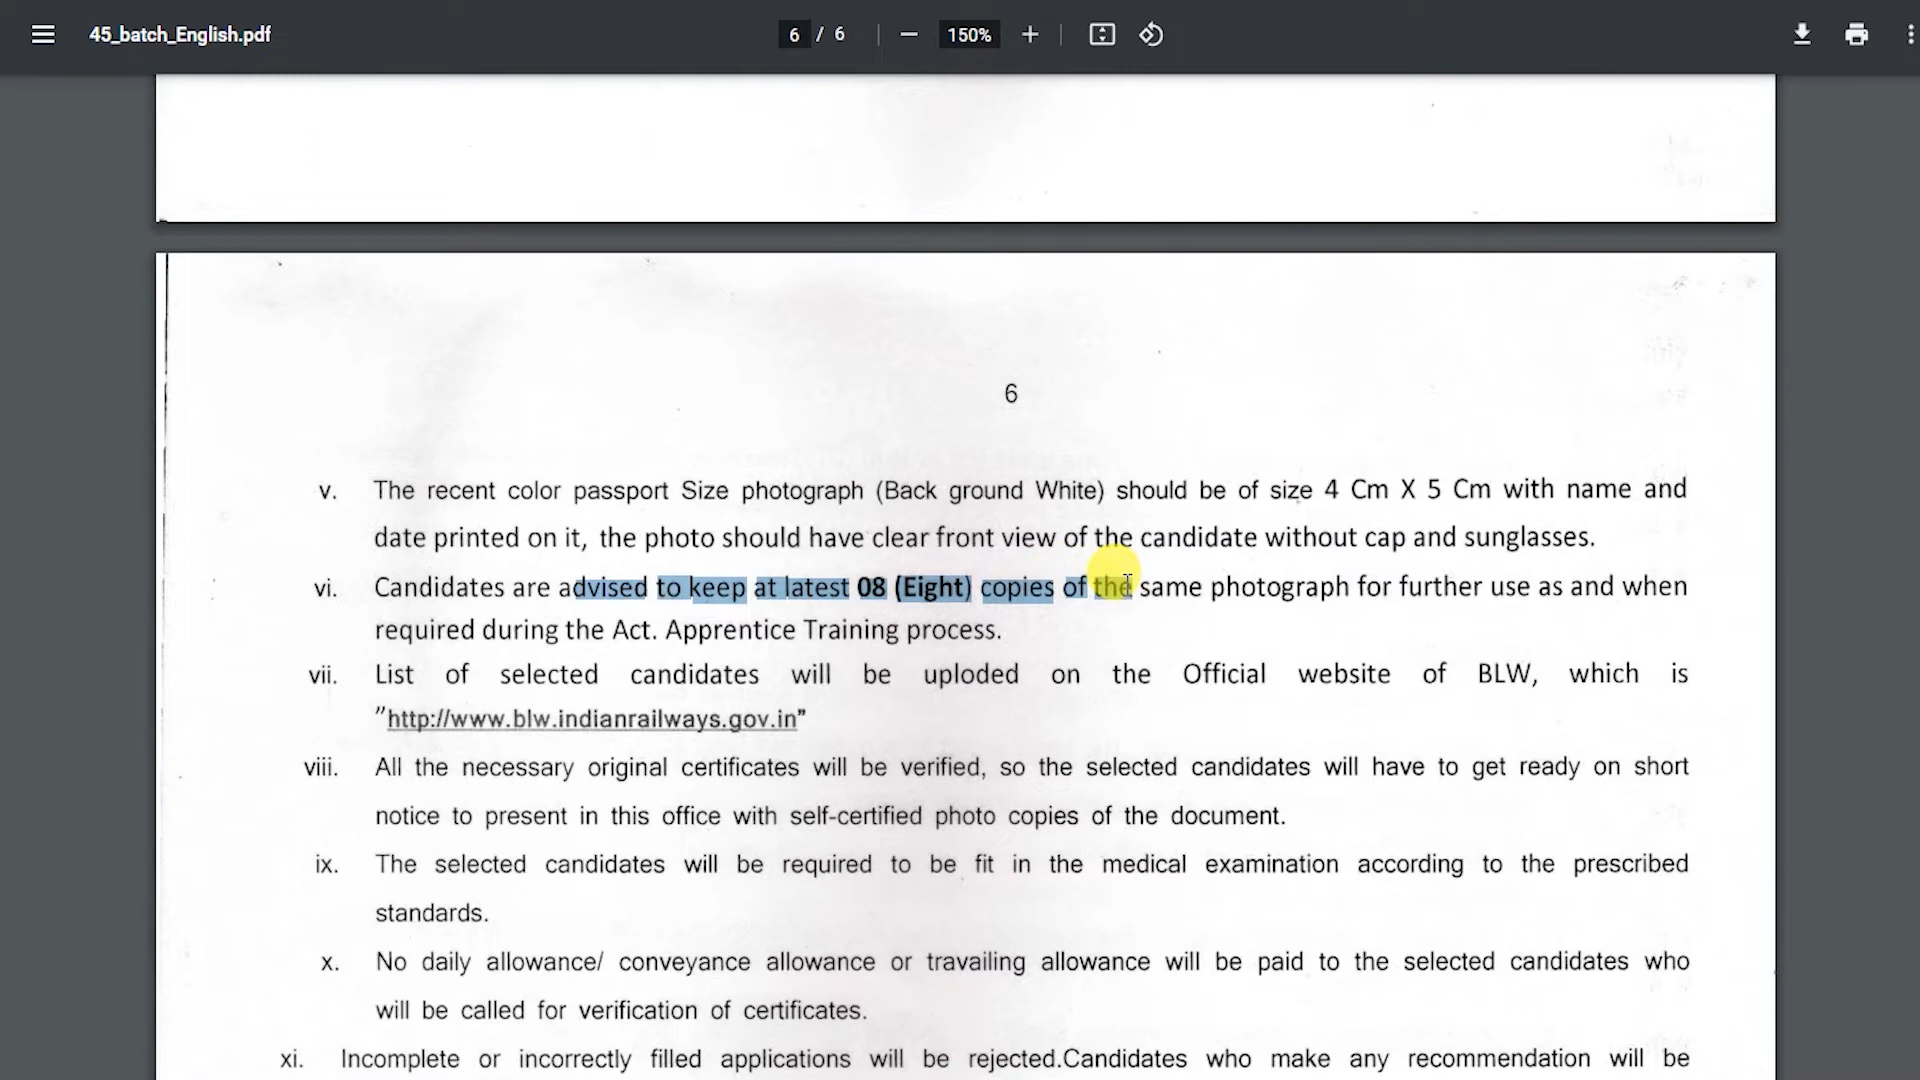 45_batch_English.pdf
6 / 6
150%
6
v. The recent color passport Size photograph (Back ground White) should be of size 4 Cm X 5 Cm with name and
date printed on it, the photo should have clear front view of the candidate without cap and sunglasses.
vi. Candidates are advised to keep at latest 08 (Eight) copies of the same photograph for further use as and when
required during the Act. Apprentice Training process.
vii. List of selected candidates will be uploded on the Official website of BLW, which is
"http://www.blw.indianrailways.gov.in"
viii. All the necessary original certificates will be verified, so the selected candidates will have to get ready on short
notice to present in this office with self-certified photo copies of the document.
ix. The selected candidates will be required to be fit in the medical examination according to the prescribed
standards.
x. No daily allowance/ conveyance allowance or travailing allowance will be paid to the selected candidates who
will be called for verification of certificates.
xi. Incomplete or incorrectly filled applications will be rejected.Candidates who make any recommendation will be